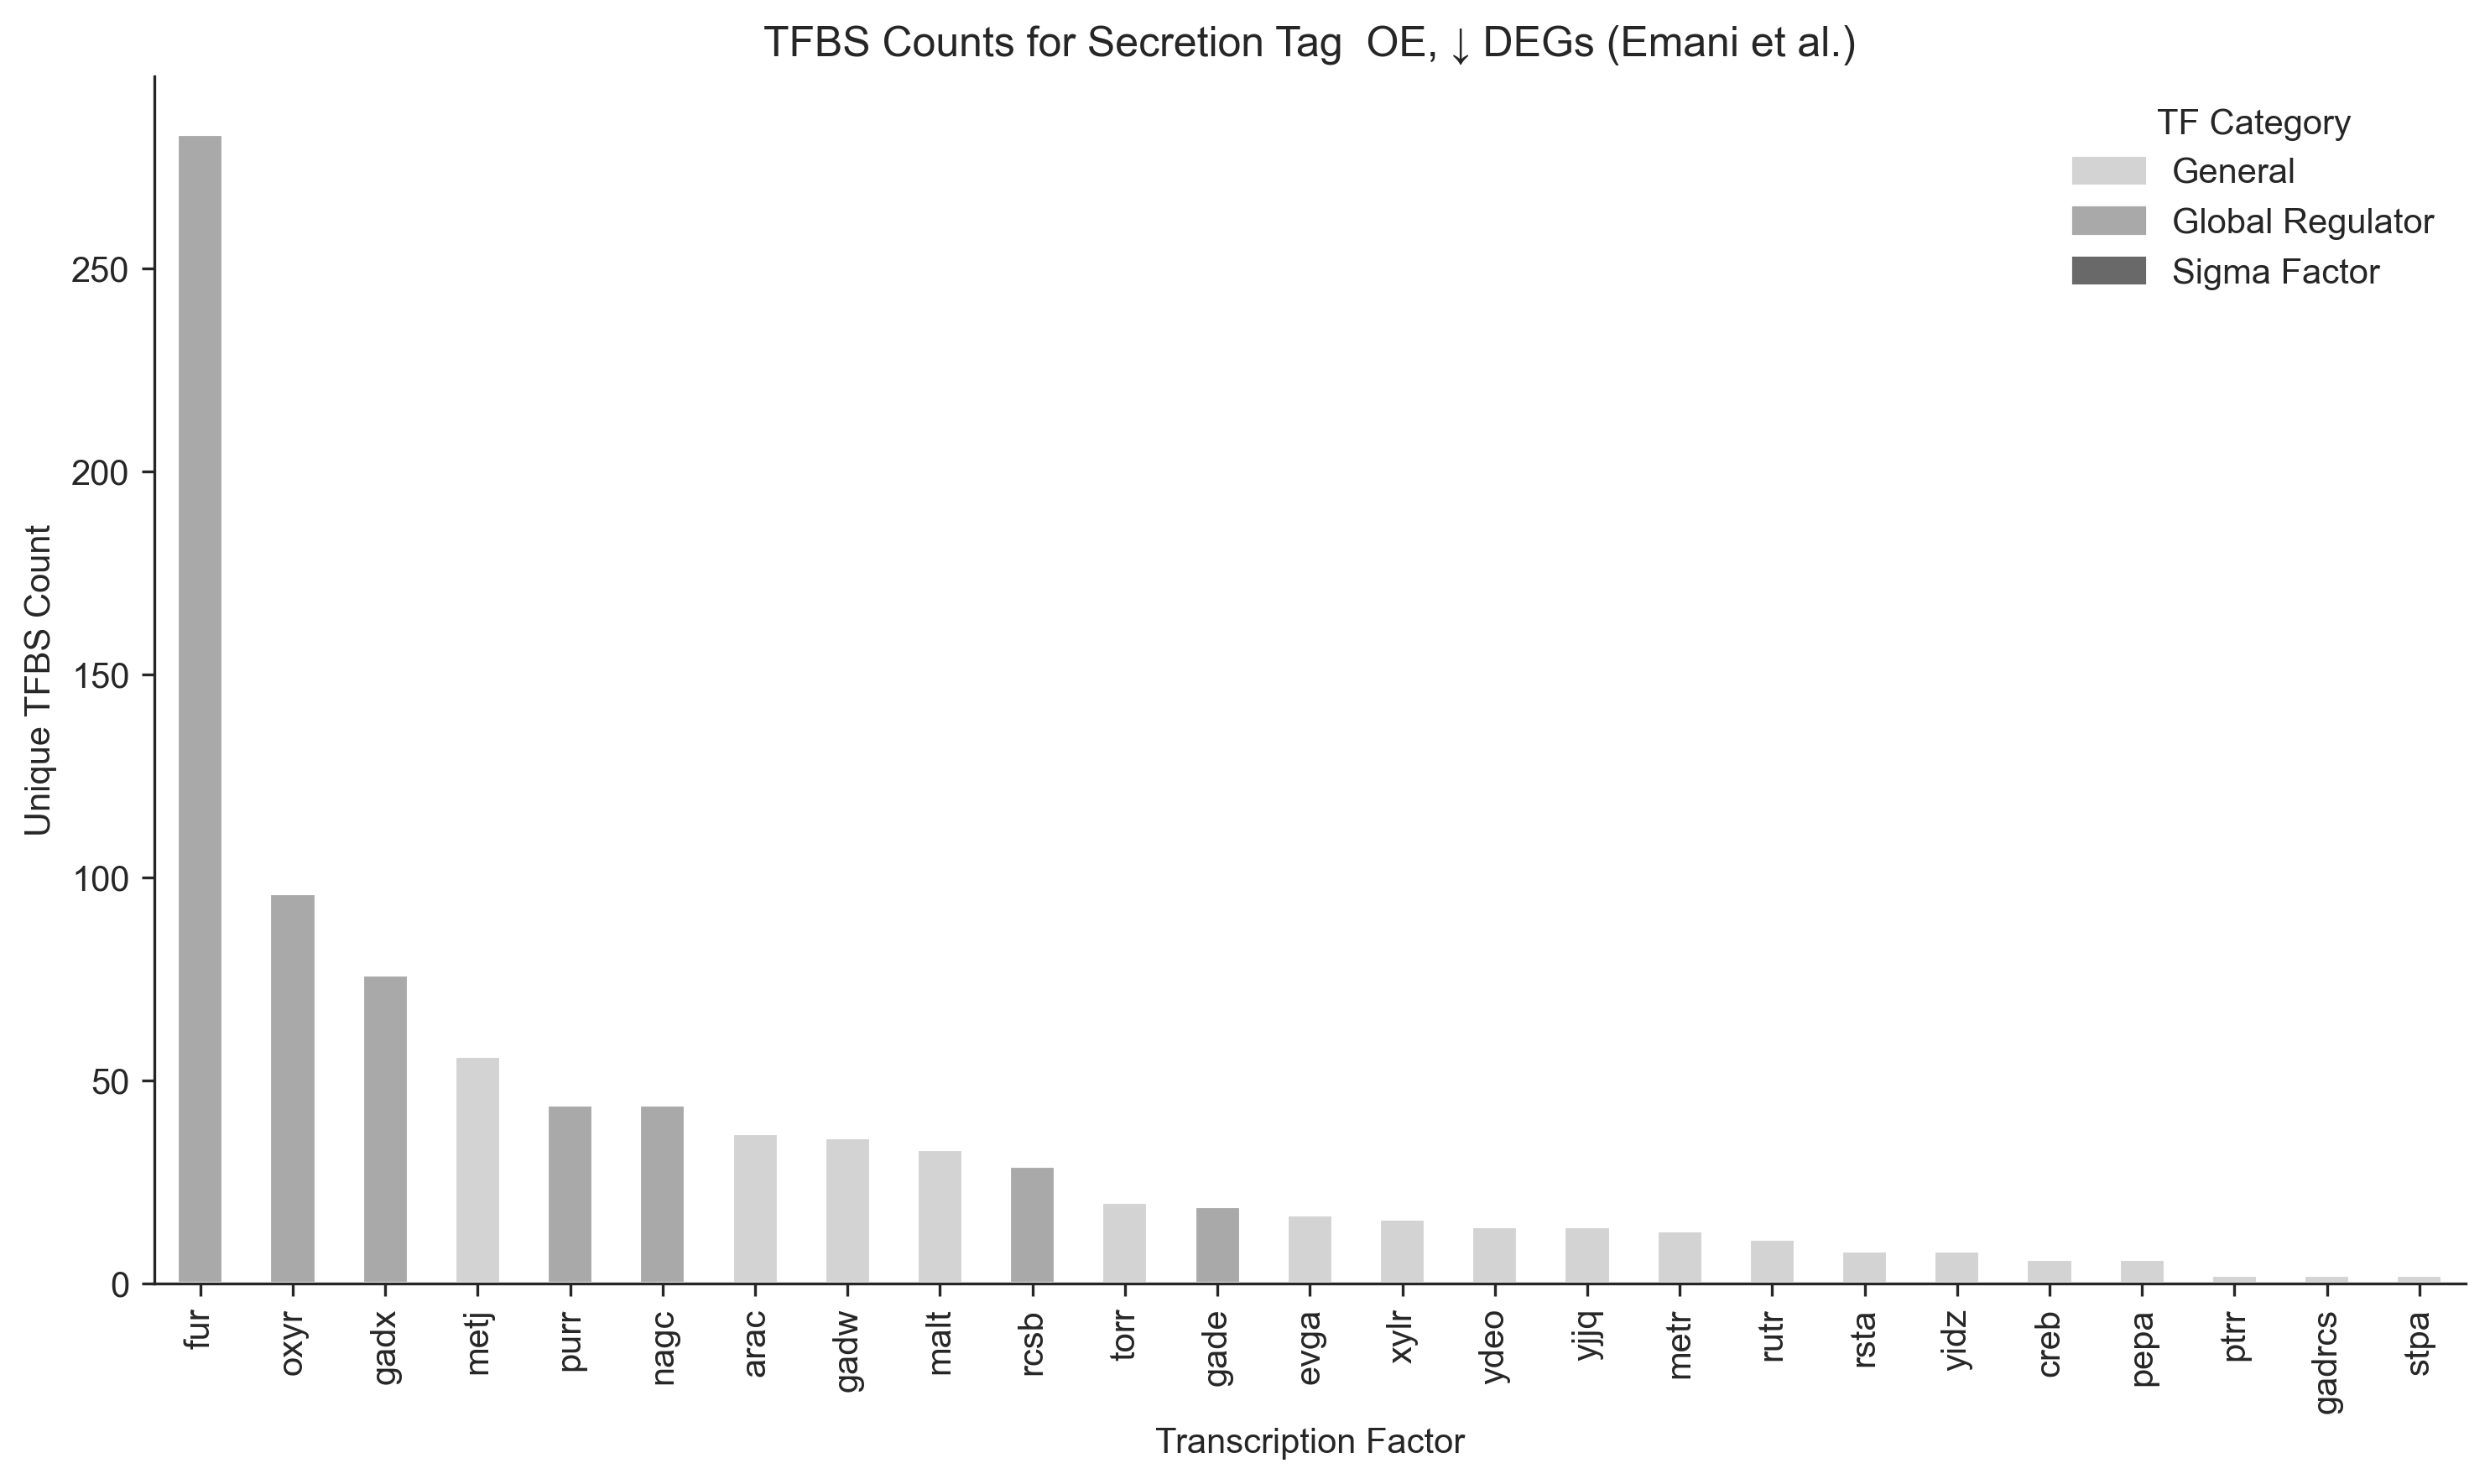 TFBS Counts for Secretion Tag  OE, ↓ DEGs (Emani et al.)
TF Category
General
Global Regulator
Sigma Factor
Unique TFBS Count
250
200
150
100
50
0
fur
oxyr
gadx
metj
purr
nagc
arac
gadw
malt
rcsb
torr
gade
evga
xylr
ydeo
yjjq
metr
rutr
rsta
yidz
creb
pepa
ptrr
gadrcs
stpa
Transcription Factor